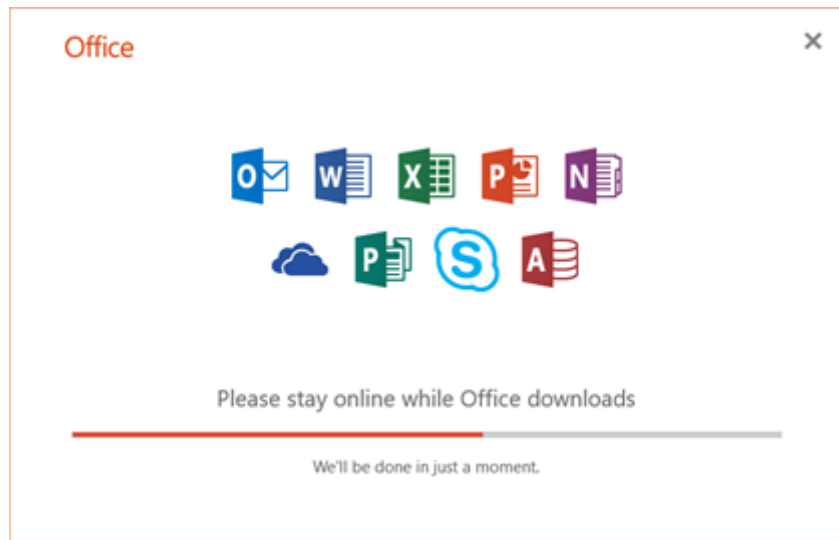 Office
O W X P N
P S A
Please stay online while Office downloads
We'll be done in just a moment.